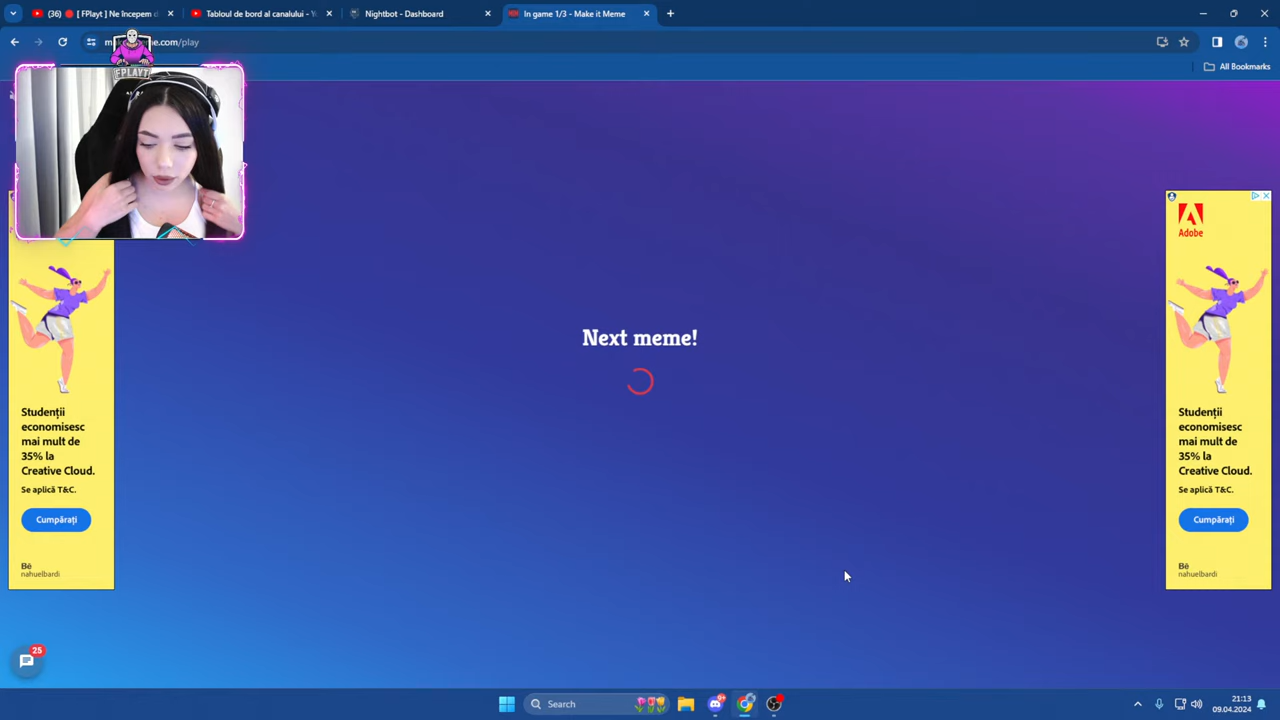 (36) 🔴 [ FPlayt ] Ne începem d
Tabloul de bord al canalului - Y
Nightbot - Dashboard
In game 1/3 - Make it Meme
.com/play
All Bookmarks
FPLAYT
Next meme!
Studenții
economisesc
mai mult de
35% la
Creative Cloud.
Se aplică T&C.
Cumpărați
Bē
nahuelbardi
Adobe
Studenții
economisesc
mai mult de
35% la
Creative Cloud.
Se aplică T&C.
Cumpărați
Bē
nahuelbardi
25
Search
21:13
09.04.2024